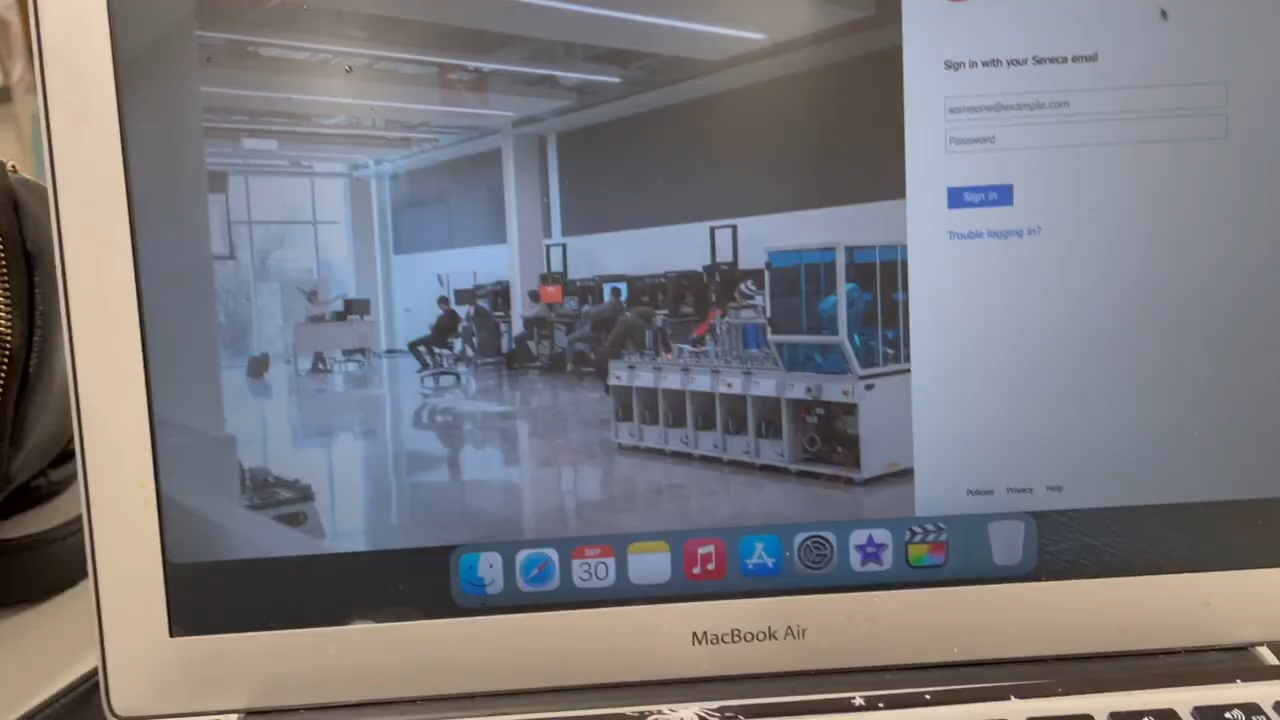 Sign in with your Seneca email
someone@example.com
Password
Sign in
Trouble logging in?
Policies Privacy Help
SEP
30
MacBook Air